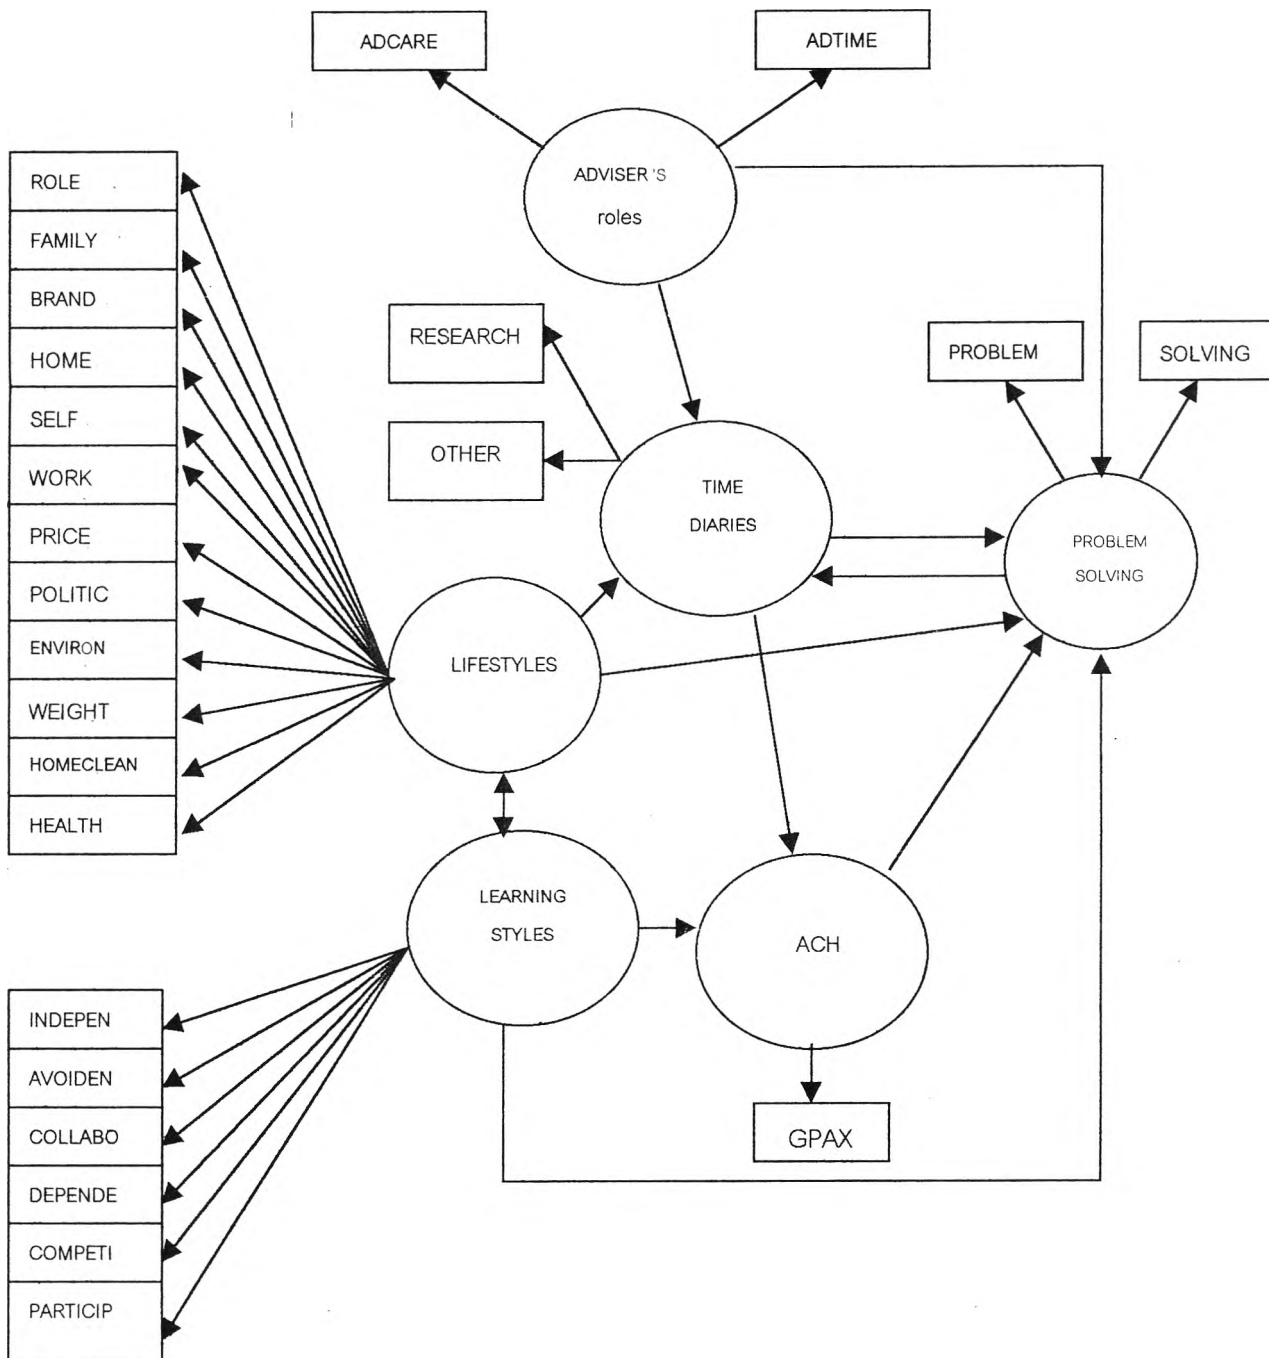 ADCARE
ADTIME
ADVISER'S
roles
ROLE
FAMILY
BRAND
HOME
SELF
WORK
PRICE
POLITIC
ENVIRON
WEIGHT
HOMECLEAN
HEALTH
RESEARCH
OTHER
PROBLEM
SOLVING
TIME
DIARIES
PROBLEM
SOLVING
LIFESTYLES
LEARNING
STYLES
ACH
GPAX
INDEPEN
AVOIDEN
COLLABO
DEPENDE
COMPETI
PARTICIP